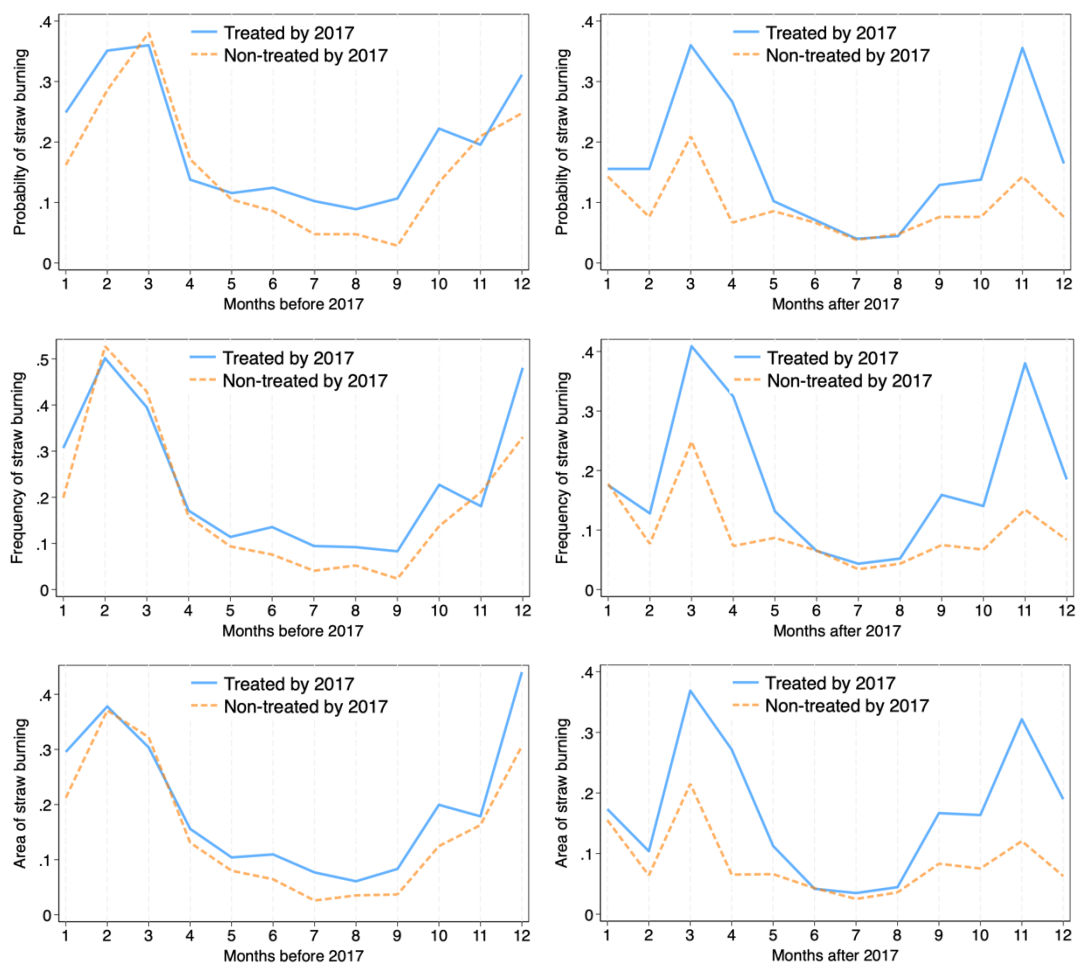 Probabilty of straw burning
.4
.3
.2
.1
0
Treated by 2017
Non-treated by 2017
1 2 3 4 5 6 7 8 9 10 11 12
Months before 2017
Probabilty of straw burning
.4
.3
.2
.1
0
Treated by 2017
Non-treated by 2017
1 2 3 4 5 6 7 8 9 10 11 12
Months after 2017
Frequency of straw burning
.5
.4
.3
.2
.1
0
Treated by 2017
Non-treated by 2017
1 2 3 4 5 6 7 8 9 10 11 12
Months before 2017
Frequency of straw burning
.4
.3
.2
.1
0
Treated by 2017
Non-treated by 2017
1 2 3 4 5 6 7 8 9 10 11 12
Months after 2017
Area of straw burning
.4
.3
.2
.1
0
Treated by 2017
Non-treated by 2017
1 2 3 4 5 6 7 8 9 10 11 12
Months before 2017
Area of straw burning
.4
.3
.2
.1
0
Treated by 2017
Non-treated by 2017
1 2 3 4 5 6 7 8 9 10 11 12
Months after 2017